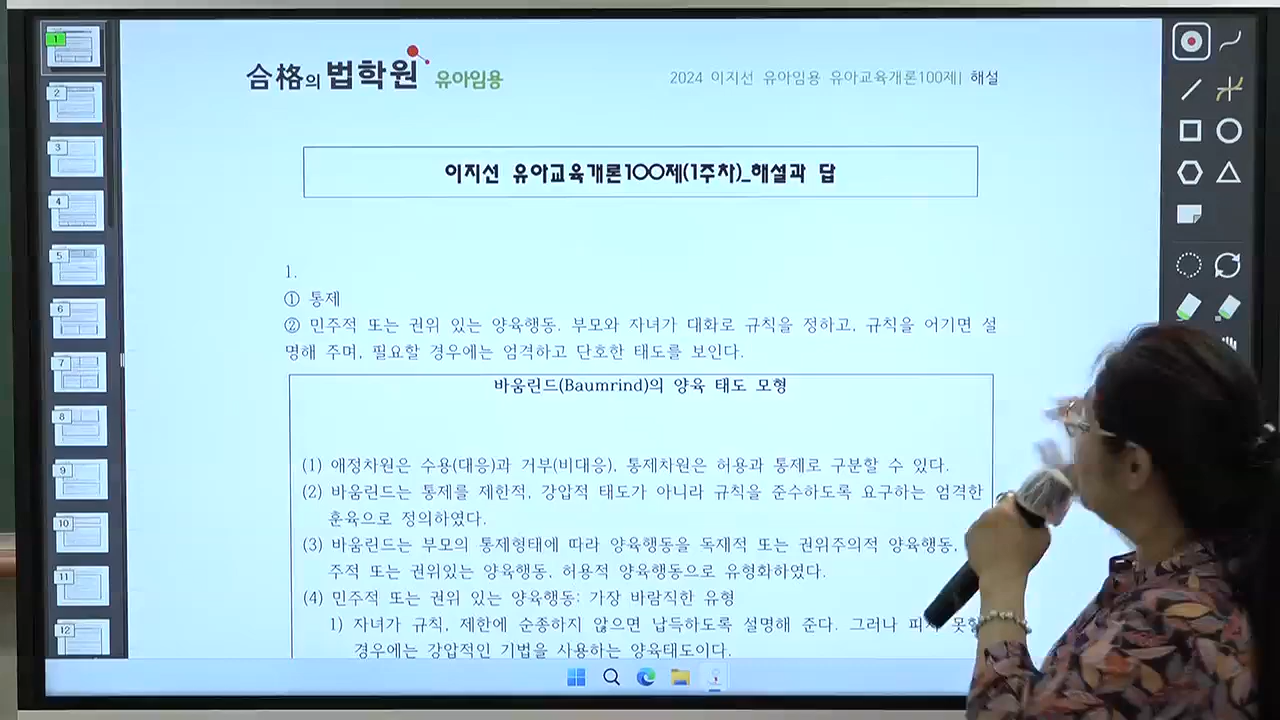 合格의 법학원 유아임용
2024 이지선 유아임용 유아교육개론100제| 해설
이지선 유아교육개론100제(1주차)_해설과 답
1.
① 통제
② 민주적 또는 권위 있는 양육행동. 부모와 자녀가 대화로 규칙을 정하고, 규칙을 어기면 설
명해 주며, 필요할 경우에는 엄격하고 단호한 태도를 보인다.
바움린드(Baumrind)의 양육 태도 모형
(1) 애정차원은 수용(대응)과 거부(비대응), 통제차원은 허용과 통제로 구분할 수 있다.
(2) 바움린드는 통제를 제한적, 강압적 태도가 아니라 규칙을 준수하도록 요구하는 엄격한
훈육으로 정의하였다.
(3) 바움린드는 부모의 통제형태에 따라 양육행동을 독재적 또는 권위주의적 양육행동,
주적 또는 권위있는 양육행동, 허용적 양육행동으로 유형화하였다.
(4) 민주적 또는 권위 있는 양육행동: 가장 바람직한 유형
1) 자녀가 규칙, 제한에 순종하지 않으면 납득하도록 설명해 준다. 그러나 피치 못할
경우에는 강압적인 기법을 사용하는 양육태도이다.
1
2
3
4
5
6
7
8
9
10
11
12